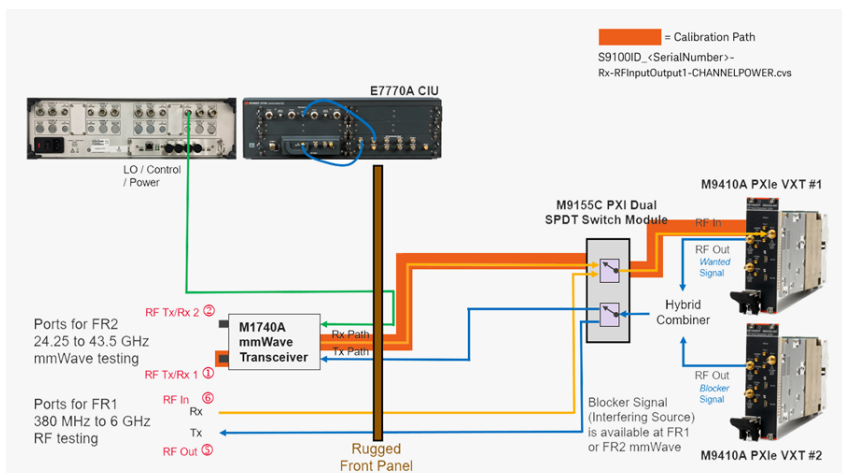 = Calibration Path
S9100ID_<SerialNumber>-
Rx-RFInputOutput1-CHANNELPOWER.cvs
E7770A CIU
LO / Control
/ Power
M9410A PXIe VXT #1
M9155C PXI Dual
SPDT Switch Module
RF In
RF Out
Wanted
Signal
Hybrid
Combiner
RF Tx/Rx 2 ②
Ports for FR2
24.25 to 43.5 GHz
mmWave testing
M1740A
mmWave
Transceiver
Rx Path
Tx Path
RF Tx/Rx 1 ①
RF Out
Blocker
Signal
Ports for FR1
380 MHz to 6 GHz
RF testing
RF In ⑥
Rx
Tx
RF Out ⑤
Blocker Signal
(Interfering Source)
is available at FR1
or FR2 mmWave
Rugged
Front Panel
M9410A PXIe VXT #2